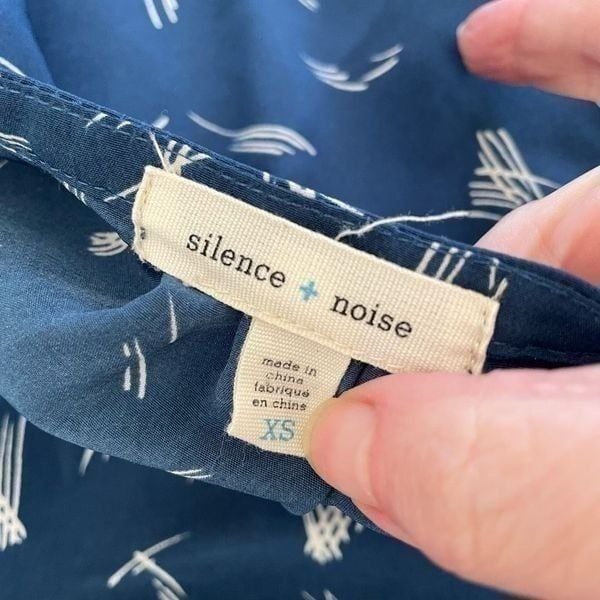 silence + noise
made in
china
fabriqué
en chine
XS